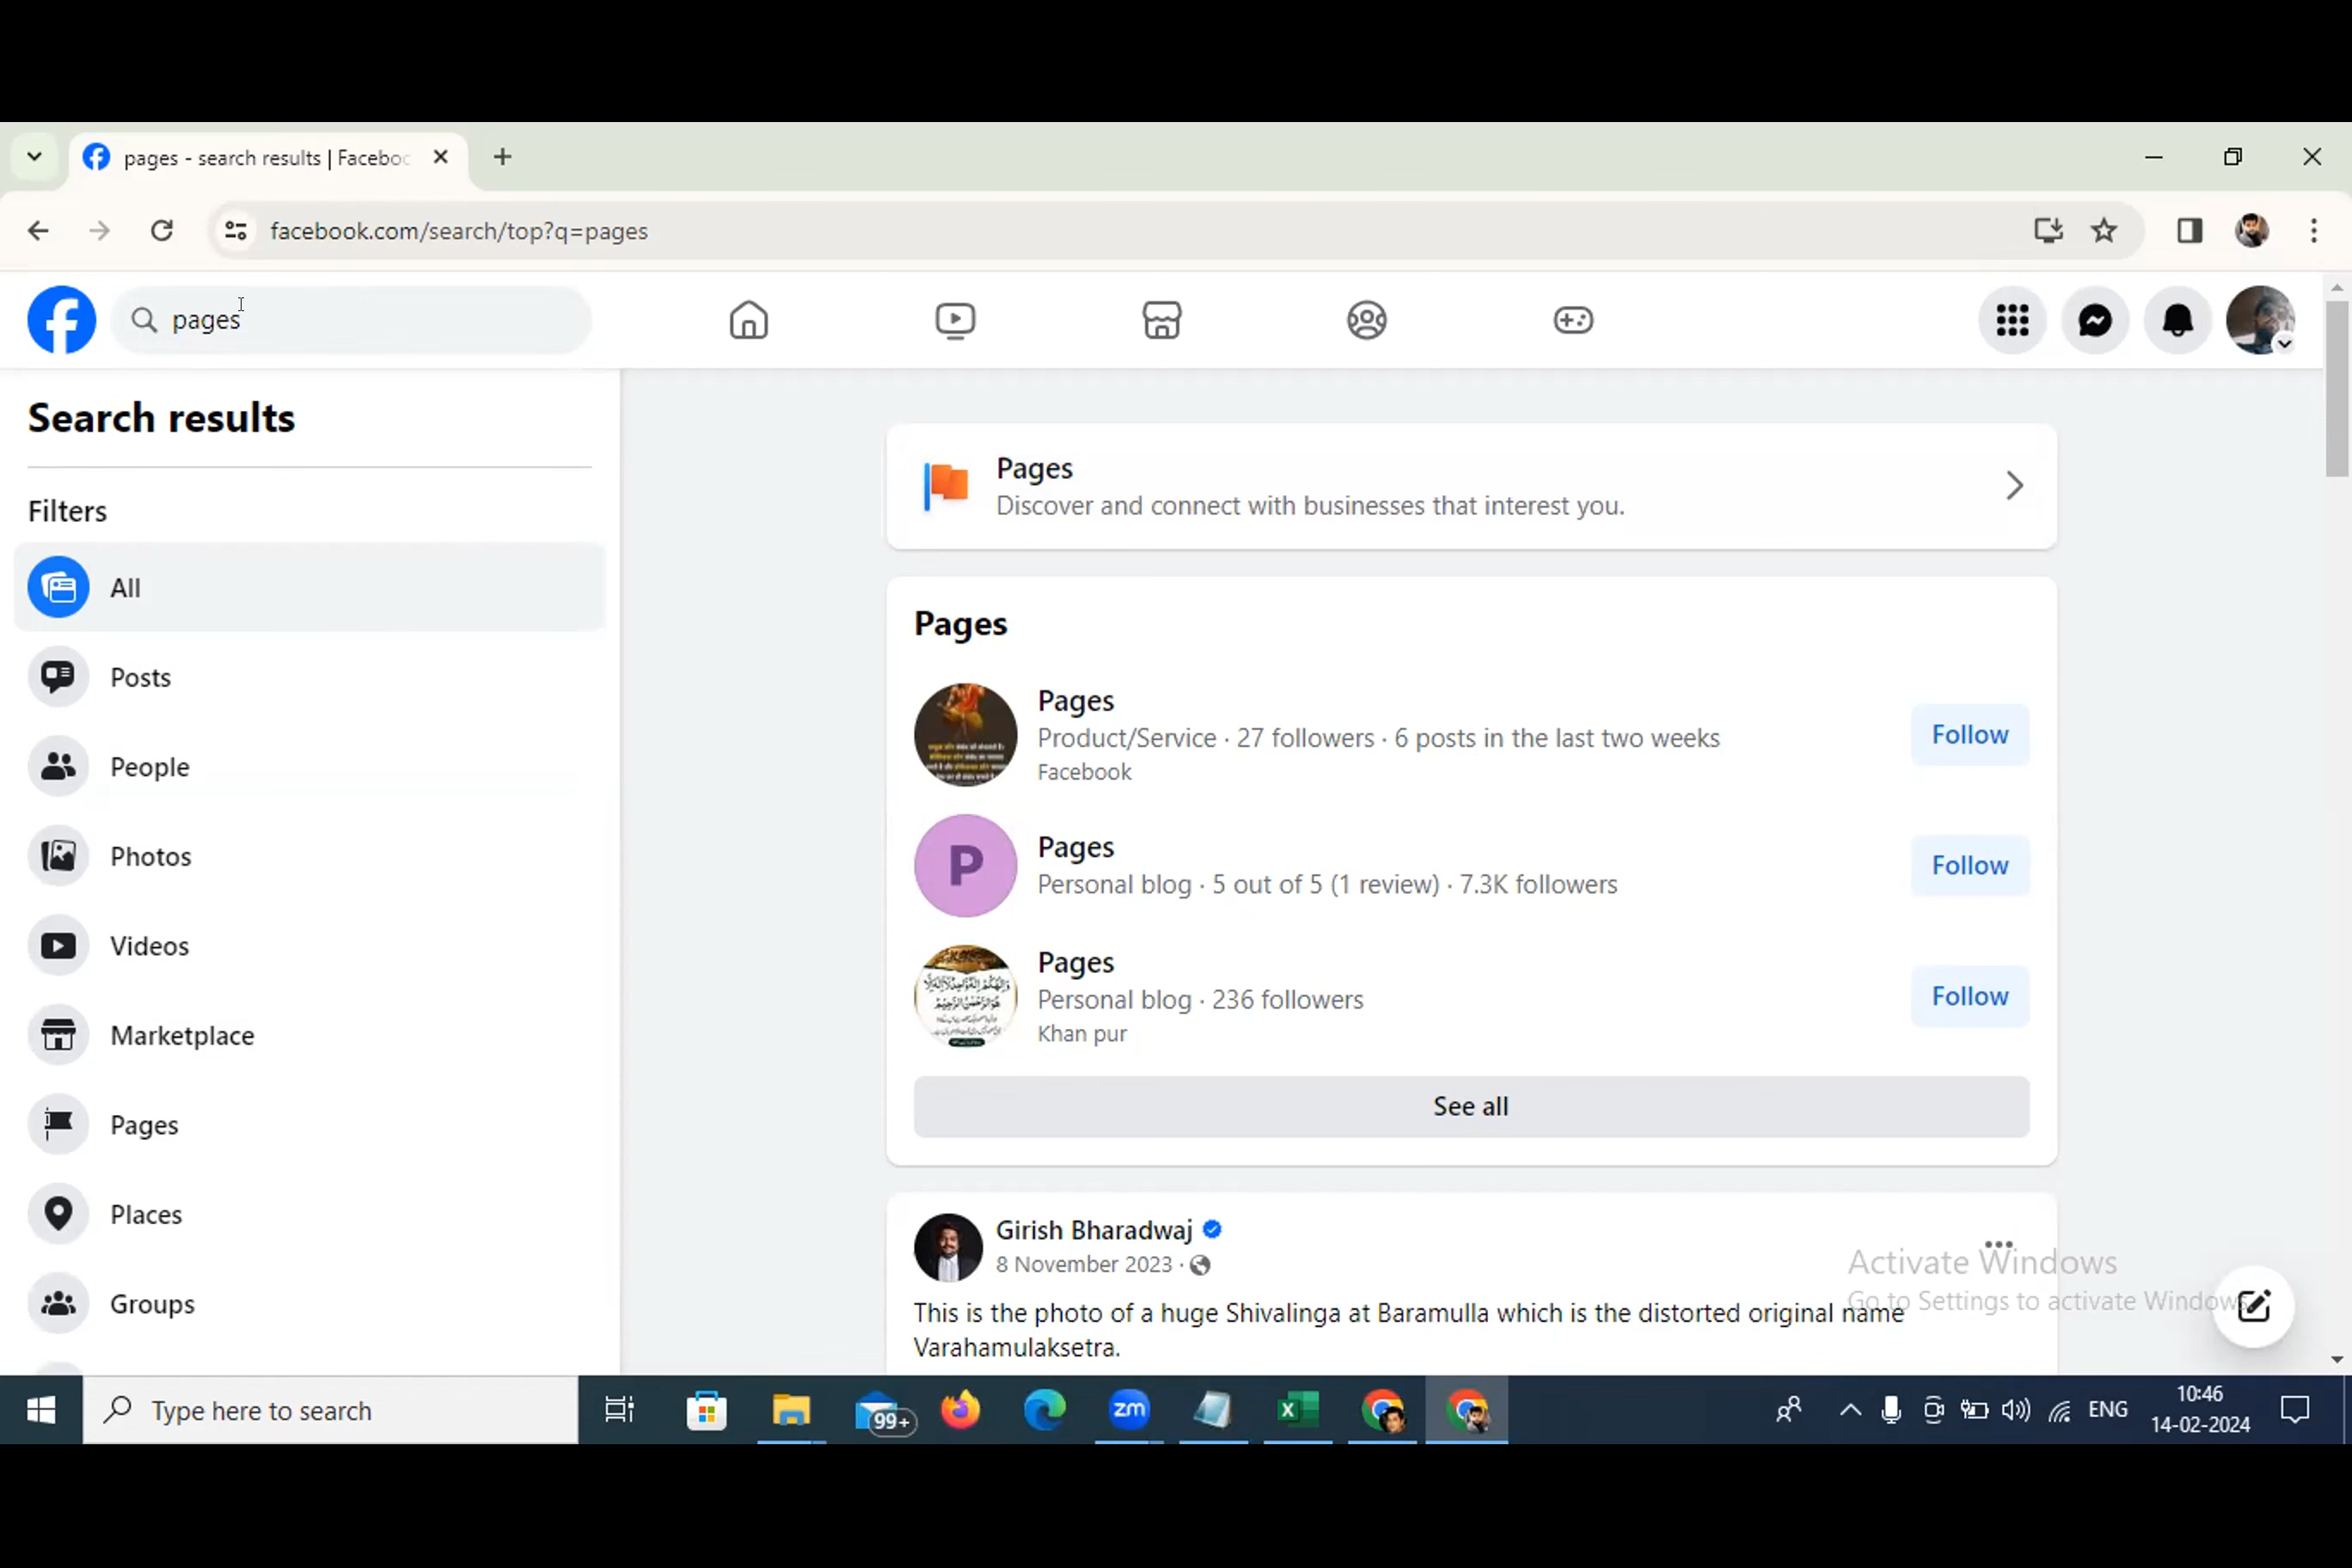 pages - search results | Facebo
facebook.com/search/top?q=pages
pages
Search results
Filters
All
Posts
People
Photos
Videos
Marketplace
Pages
Places
Groups
Pages
Discover and connect with businesses that interest you.
Pages
Pages
Product/Service · 27 followers · 6 posts in the last two weeks
Facebook
Follow
P
Pages
Personal blog · 5 out of 5 (1 review) · 7.3K followers
Follow
Pages
Personal blog · 236 followers
Khan pur
Follow
See all
Girish Bharadwaj
8 November 2023 ·
This is the photo of a huge Shivalinga at Baramulla which is the distorted original name
Varahamulaksetra.
Activate Windows
Go to Settings to activate Windows.
Type here to search
99+
zm
ENG
10:46
14-02-2024